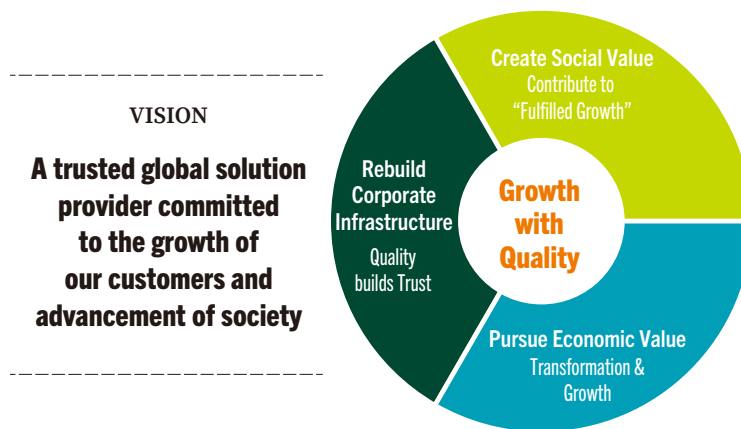 VISION
A trusted global solution
provider committed
to the growth of
our customers and
advancement of society
Create Social Value
Contribute to
“Fulfilled Growth”
Rebuild
Corporate
Infrastructure
Quality
builds Trust
Growth
with
Quality
Pursue Economic Value
Transformation &
Growth